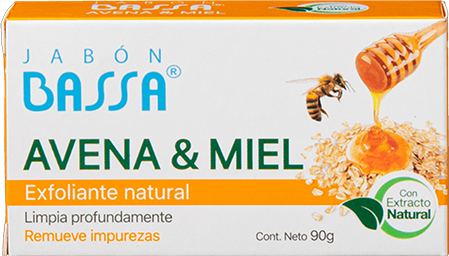 JABÓN
BASSA®
AVENA & MIEL
Exfoliante natural
Limpia profundamente
Remueve impurezas
Cont. Neto 90g
Con
Extracto
Natural